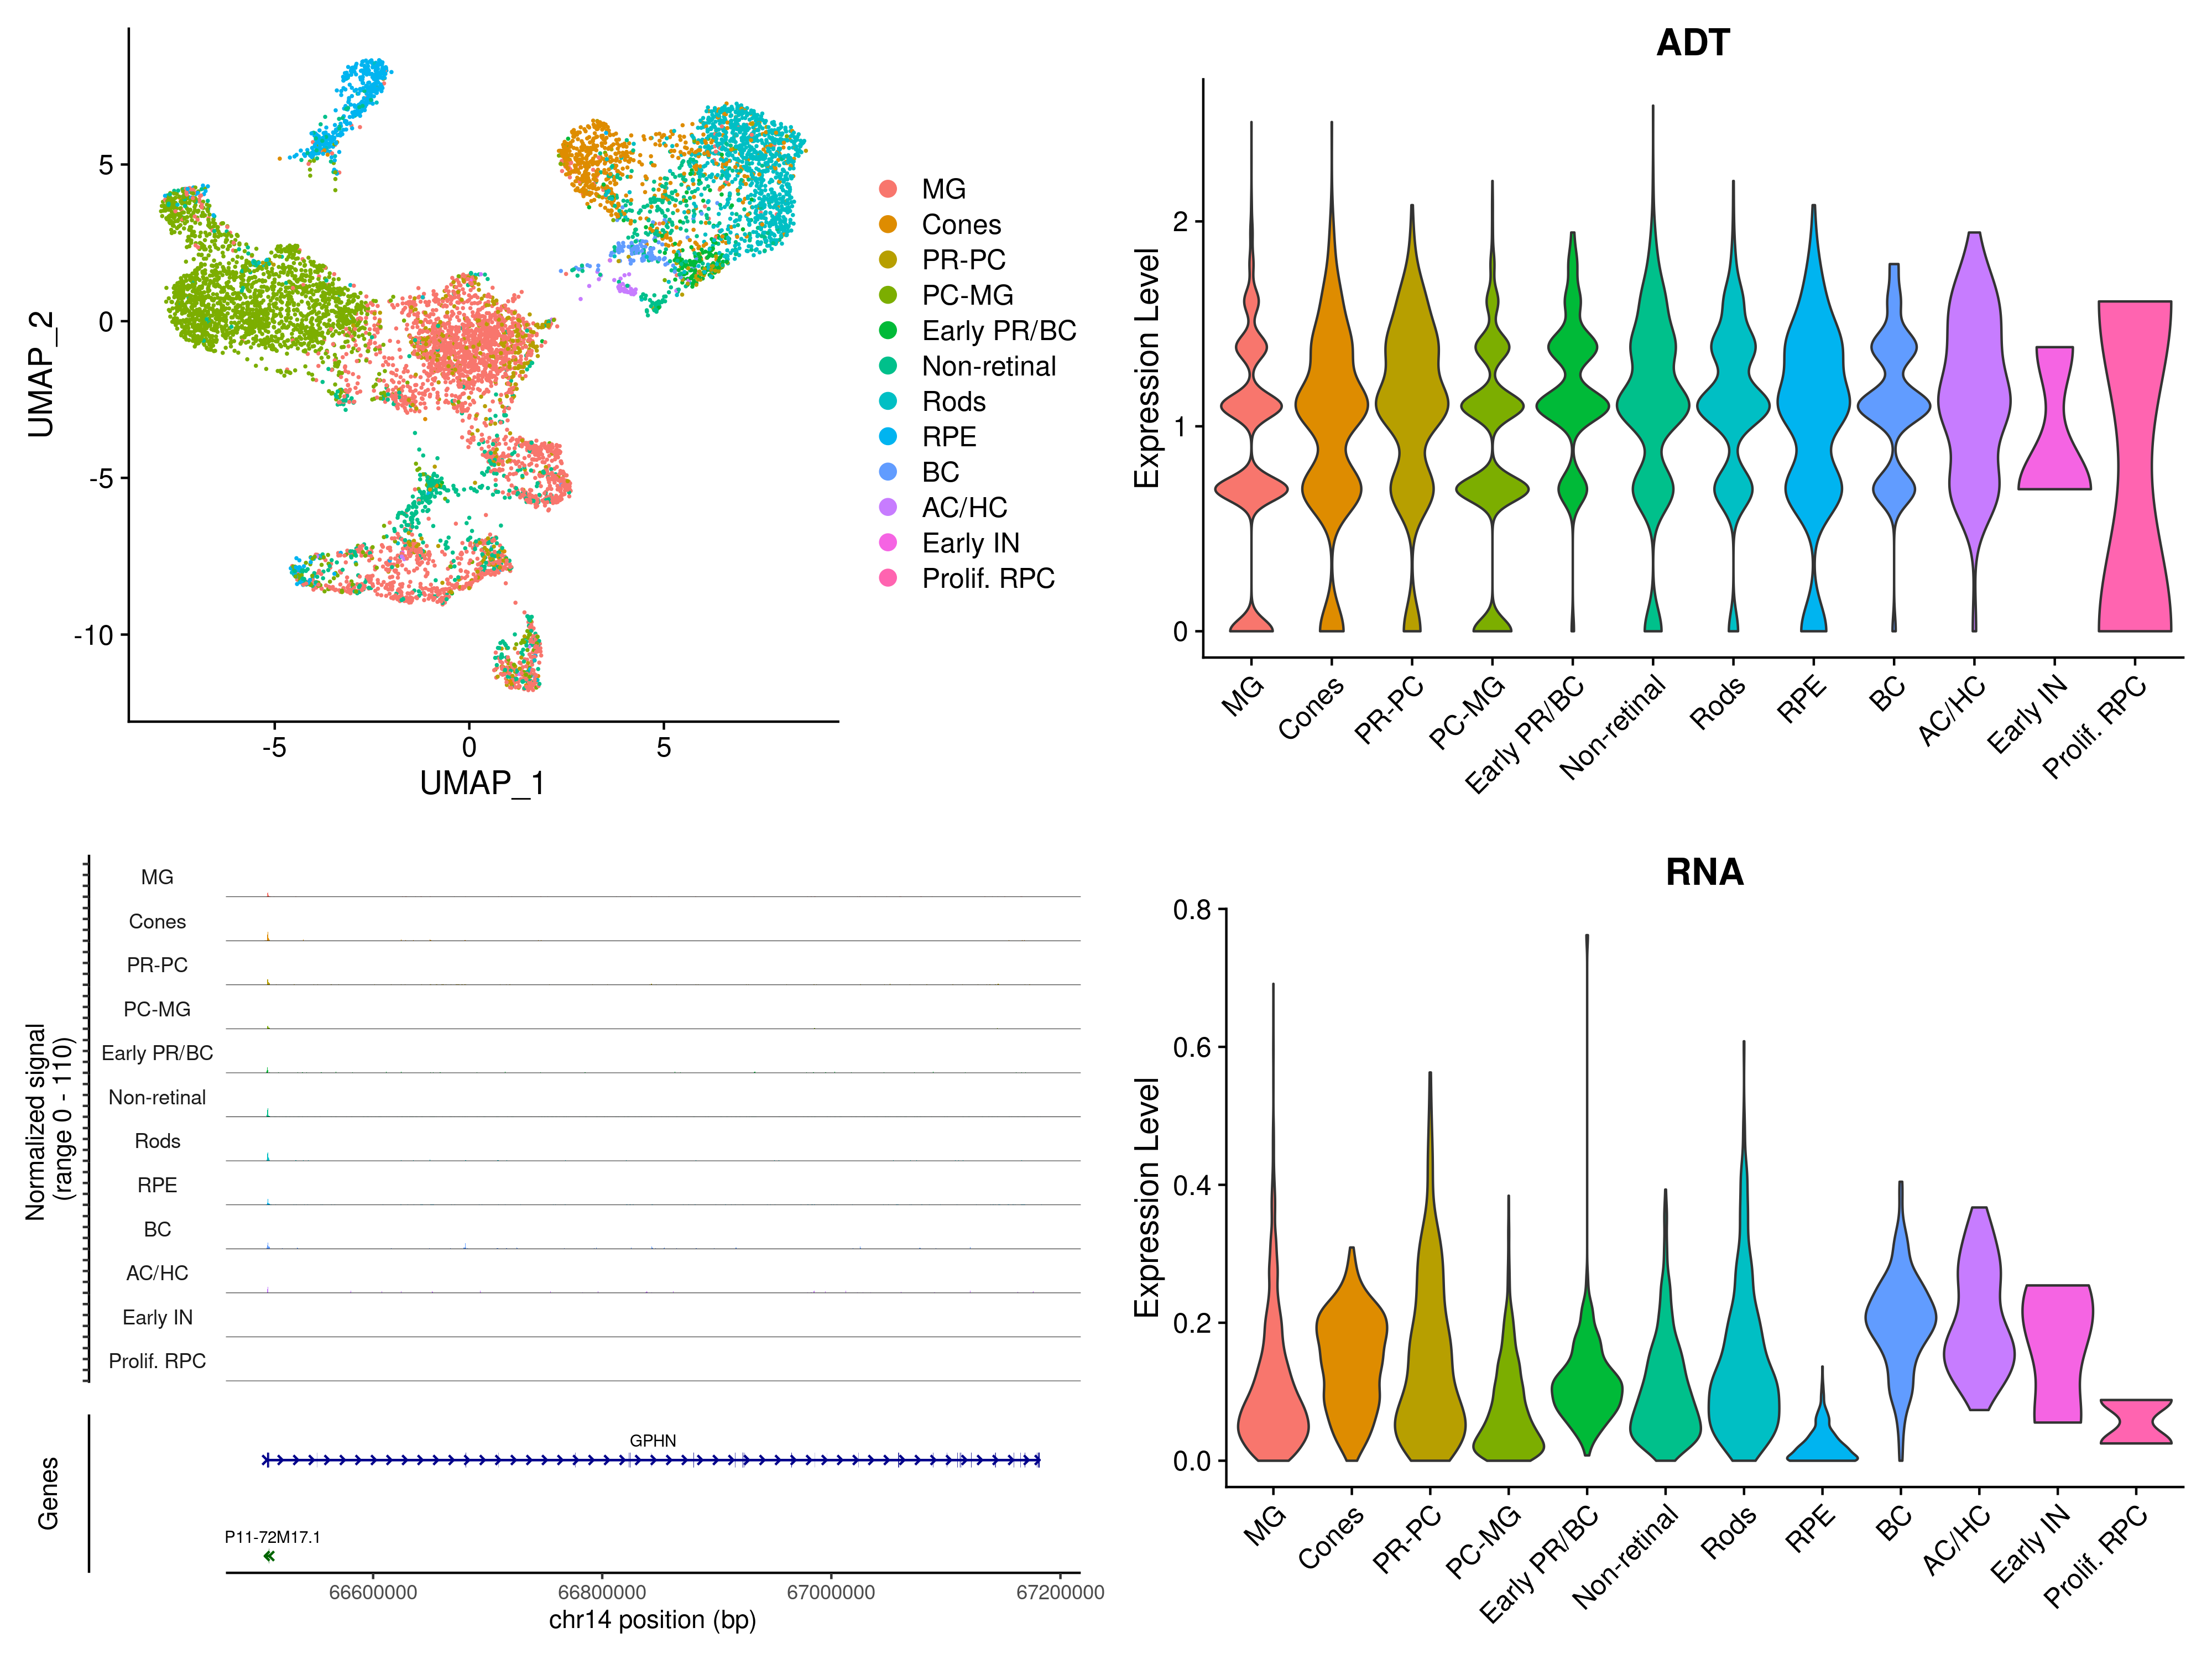 UMAP_2
5
0
-5
-10
-5
0
5
UMAP_1
MG
Cones
PR-PC
PC-MG
Early PR/BC
Non-retinal
Rods
RPE
BC
AC/HC
Early IN
Prolif. RPC
ADT
Expression Level
2
1
0
MG
Cones
PR-PC
PC-MG
Early PR/BC
Non-retinal
Rods
RPE
BC
AC/HC
Early IN
Prolif. RPC
Normalized signal
(range 0 - 110)
MG
Cones
PR-PC
PC-MG
Early PR/BC
Non-retinal
Rods
RPE
BC
AC/HC
Early IN
Prolif. RPC
Genes
GPHN
P11-72M17.1
66600000
66800000
67000000
67200000
chr14 position (bp)
RNA
Expression Level
0.8
0.6
0.4
0.2
0.0
MG
Cones
PR-PC
PC-MG
Early PR/BC
Non-retinal
Rods
RPE
BC
AC/HC
Early IN
Prolif. RPC